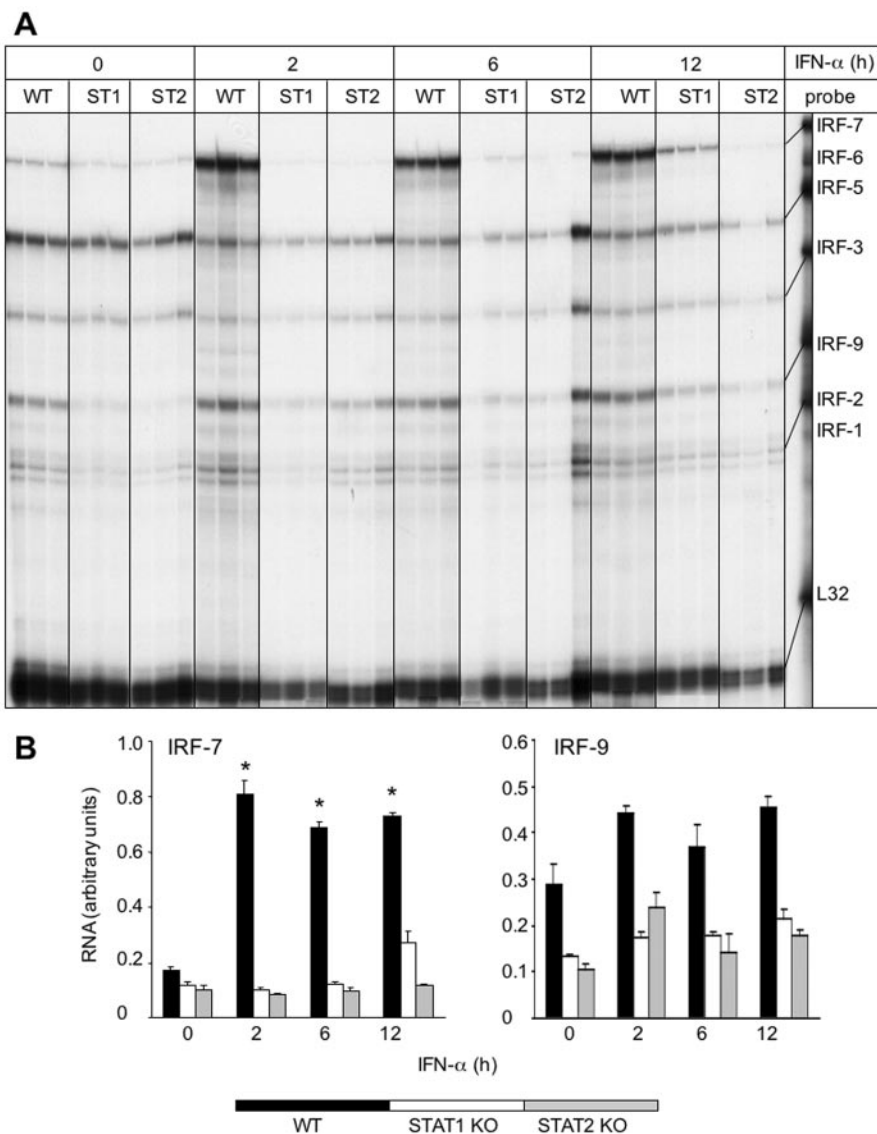 A
0 2 6 12 IFN-α (h)
WT ST1 ST2 WT ST1 ST2 WT ST1 ST2 WT ST1 ST2 probe
IRF-7
IRF-6
IRF-5
IRF-3
IRF-9
IRF-2
IRF-1
L32
B
IRF-7 IRF-9
RNA (arbitrary units)
1.0
0.8
0.6
0.4
0.2
0
* * *
0.6
0.5
0.4
0.3
0.2
0.1
0
0 2 6 12 0 2 6 12
IFN-α (h)
WT STAT1 KO STAT2 KO